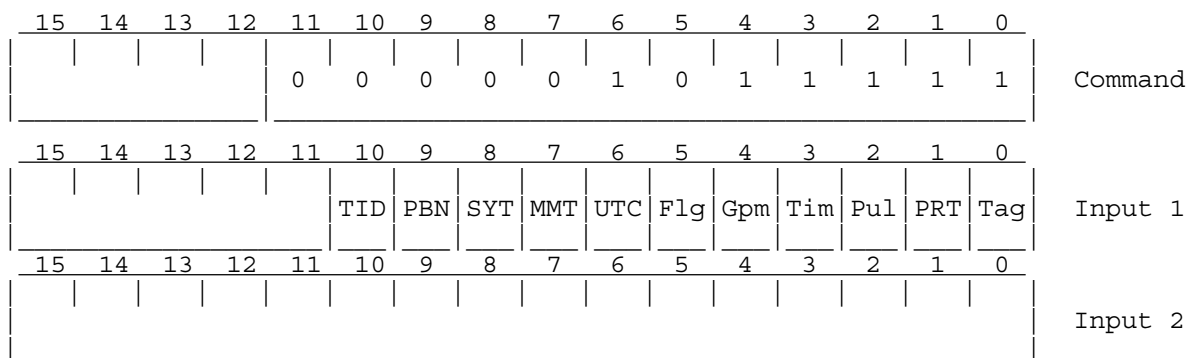 15 14 13 12 11 10 9 8 7 6 5 4 3 2 1 0
0 0 0 0 0 1 0 1 1 1 1 1 Command
15 14 13 12 11 10 9 8 7 6 5 4 3 2 1 0
TID PBN SYT MMT UTC Flg Gpm Tim Pul PRT Tag Input 1
15 14 13 12 11 10 9 8 7 6 5 4 3 2 1 0
Input 2